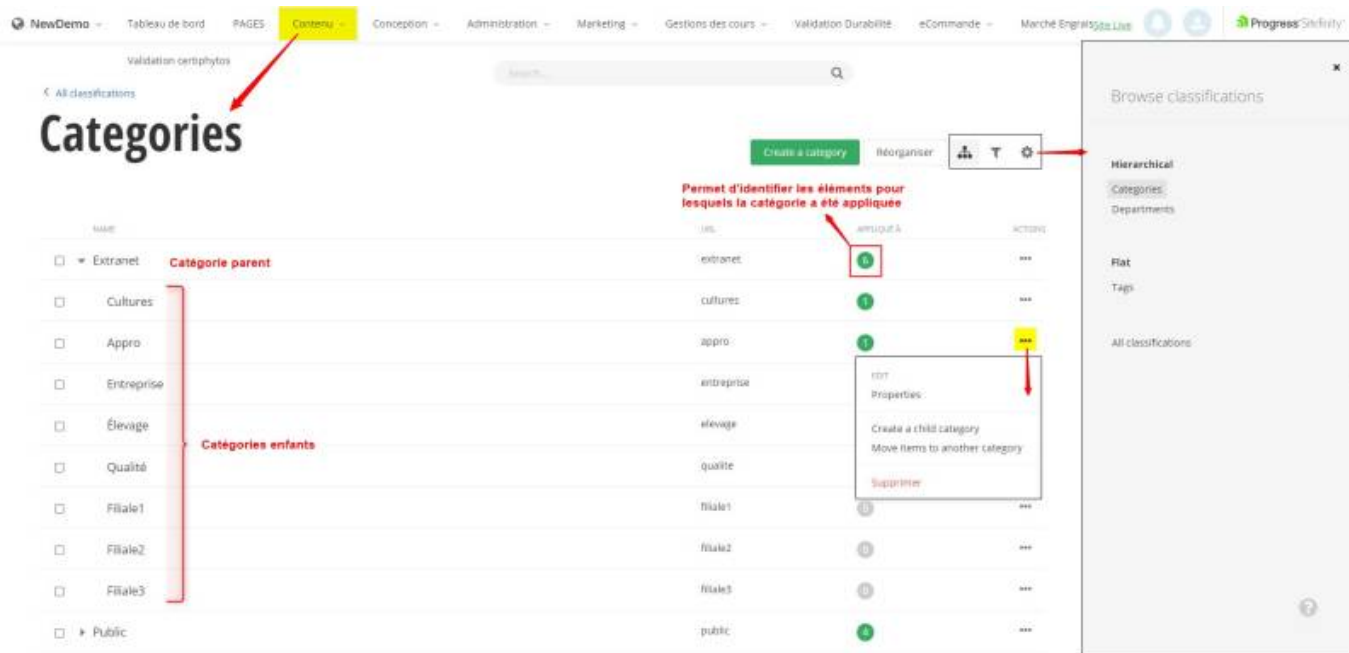 NewDemo Tableau de bord PAGES Contenu Conception Administration Marketing Gestions des cours Validation Durabilité eCommande Marché Engrais Site Live Progress Sitefinity
Validation certiphytos
Search...
All classifications
Categories
Create a category Réorganiser
Permet d'identifier les éléments pour
lesquels la catégorie a été appliquée
NAME URL APPLIQUÉ À ACTIONS
Extranet Catégorie parent extranet 6
Cultures cultures 1
Appro appro 1
Entreprise entreprise
Élevage elevage
Catégories enfants
Qualité qualite
Filiale1 filiale1 0
Filiale2 filiale2 0
Filiale3 filiale3 0
Public public 4
EDIT
Properties
Create a child category
Move items to another category
Supprimer
Browse classifications
Hierarchical
Categories
Departments
Flat
Tags
All classifications